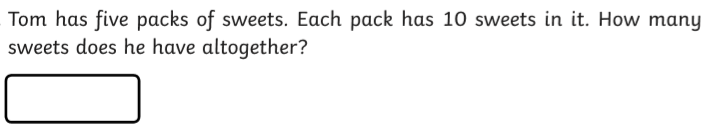 Tom has five packs of sweets. Each pack has 10 sweets in it. How many
sweets does he have altogether?